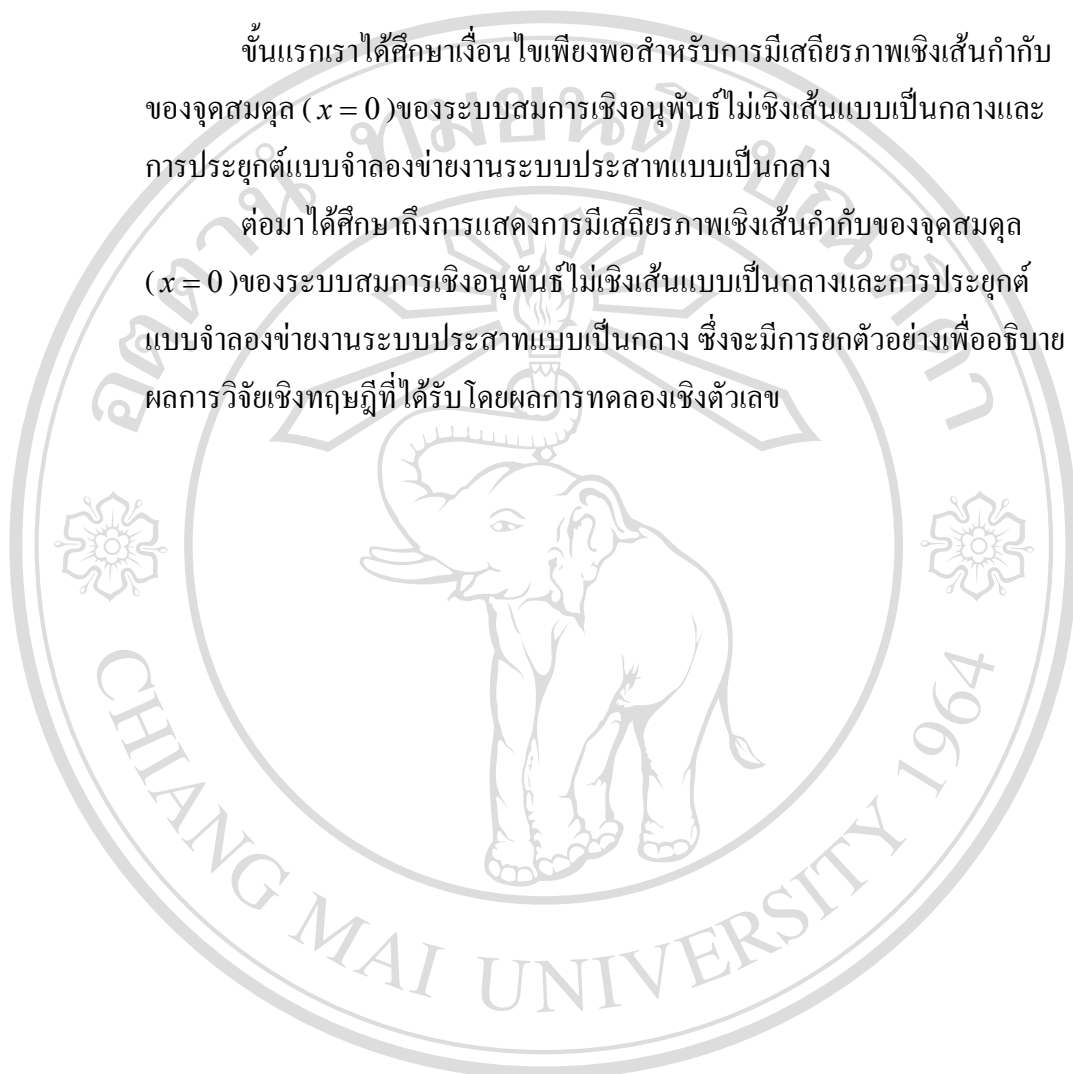 ขั้นแรกเราได้ศึกษาเงื่อนไขเพียงพอสำหรับการมีเสถียรภาพเชิงเส้นกำกับ
ของจุดสมดุล ( x = 0 )ของระบบสมการเชิงอนุพันธ์ไม่เชิงเส้นแบบเป็นกลางและ
การประยุกต์แบบจำลองข่ายงานระบบประสาทแบบเป็นกลาง
ต่อมาได้ศึกษาถึงการแสดงการมีเสถียรภาพเชิงเส้นกำกับของจุดสมดุล
( x = 0 )ของระบบสมการเชิงอนุพันธ์ไม่เชิงเส้นแบบเป็นกลางและการประยุกต์
แบบจำลองข่ายงานระบบประสาทแบบเป็นกลาง ซึ่งจะมีการยกตัวอย่างเพื่ออธิบาย
ผลการวิจัยเชิงทฤษฎีที่ได้รับโดยผลการทดลองเชิงตัวเลข
อตฺตานํ ทมยนฺติ ปณฺฑิตา
CHIANG MAI UNIVERSITY 1964